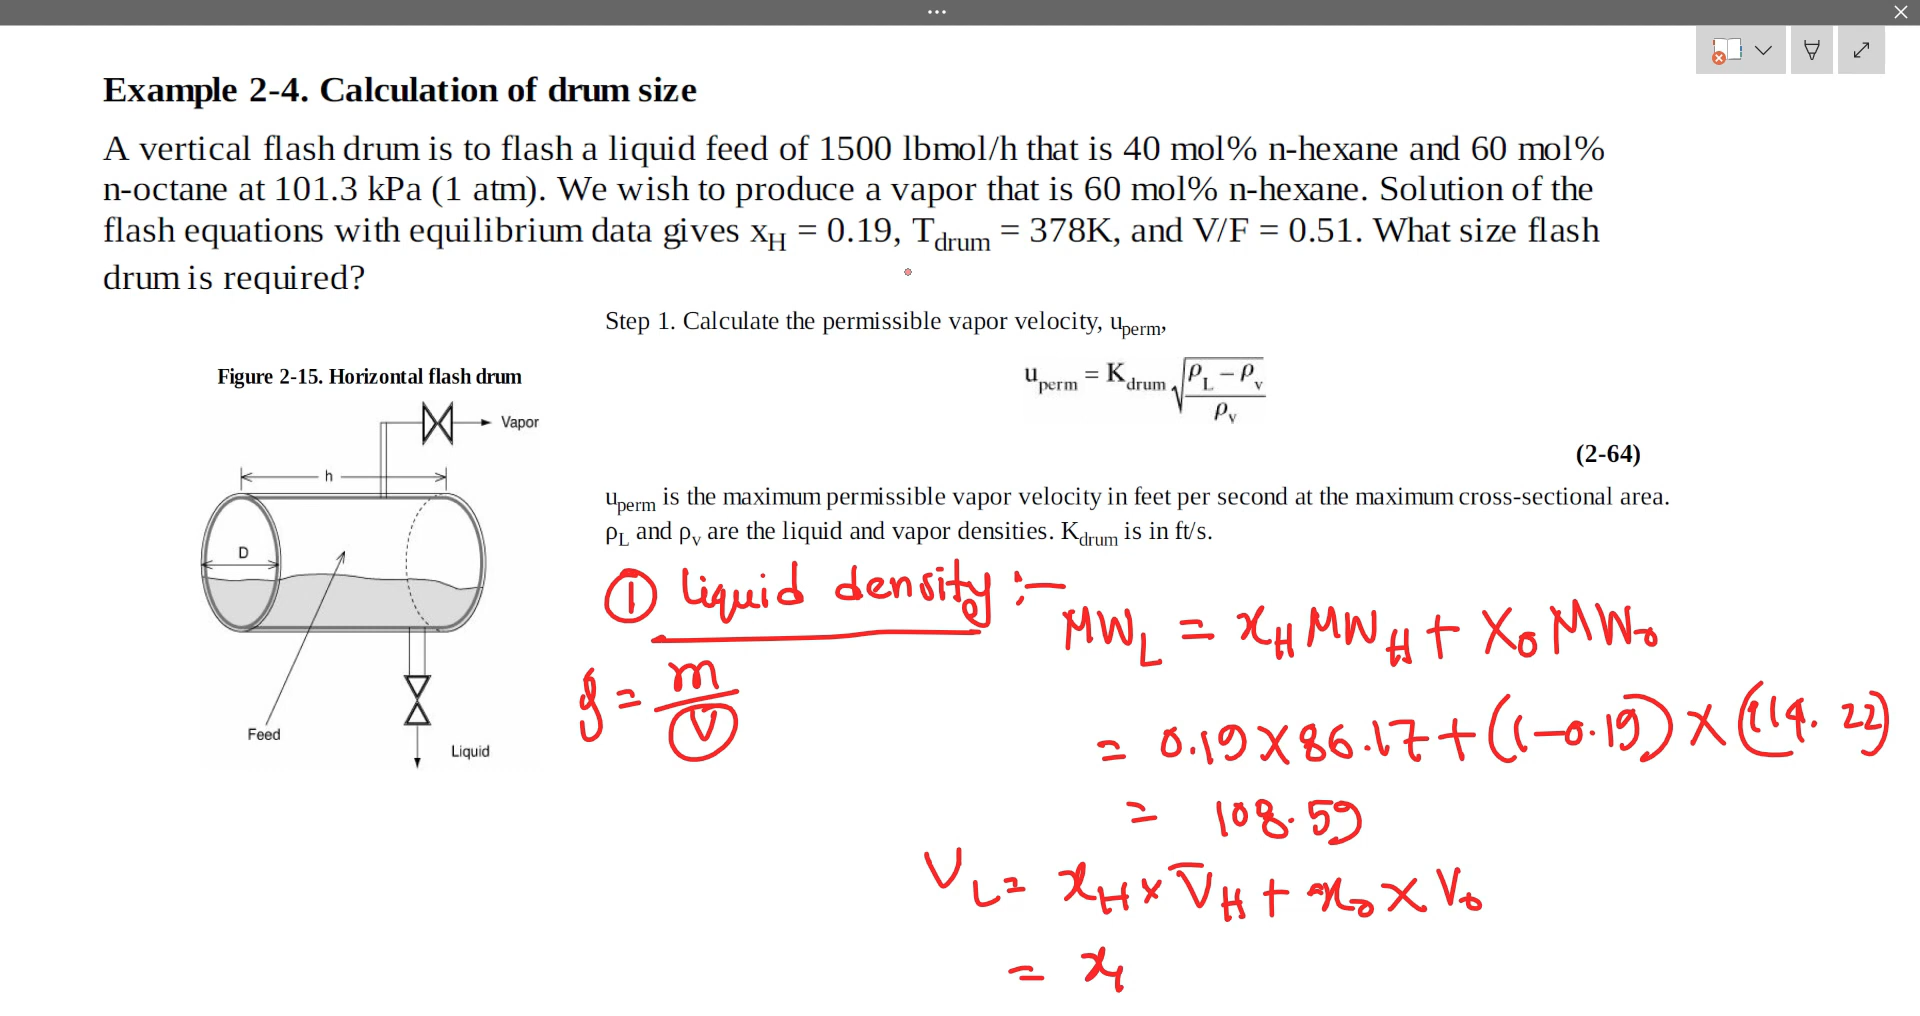 Example 2-4. Calculation of drum size
A vertical flash drum is to flash a liquid feed of 1500 lbmol/h that is 40 mol% n-hexane and 60 mol%
n-octane at 101.3 kPa (1 atm). We wish to produce a vapor that is 60 mol% n-hexane. Solution of the
flash equations with equilibrium data gives xH = 0.19, Tdrum = 378K, and V/F = 0.51. What size flash
drum is required?
Step 1. Calculate the permissible vapor velocity, uperm,
uperm = Kdrum √((ρL − ρv)/ρv)
(2-64)
uperm is the maximum permissible vapor velocity in feet per second at the maximum cross-sectional area.
ρL and ρv are the liquid and vapor densities. Kdrum is in ft/s.
Figure 2-15. Horizontal flash drum
Vapor
h
D
Feed
Liquid
① liquid density :—
ρ = m/V
MWL = xH MWH + XO MWO
= 0.19 × 86.17 + (1-0.19) × (114.22)
= 108.59
VL = xH × V̄H + xO × VO
= x